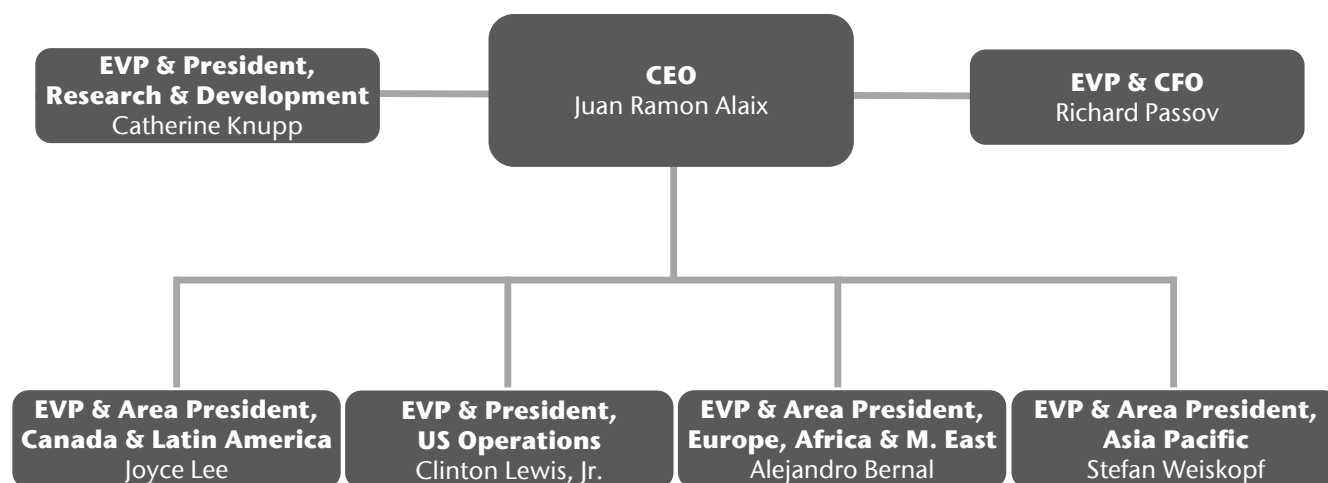 EVP & President,
Research & Development
Catherine Knupp
CEO
Juan Ramon Alaix
EVP & CFO
Richard Passov
EVP & Area President,
Canada & Latin America
Joyce Lee
EVP & President,
US Operations
Clinton Lewis, Jr.
EVP & Area President,
Europe, Africa & M. East
Alejandro Bernal
EVP & Area President,
Asia Pacific
Stefan Weiskopf